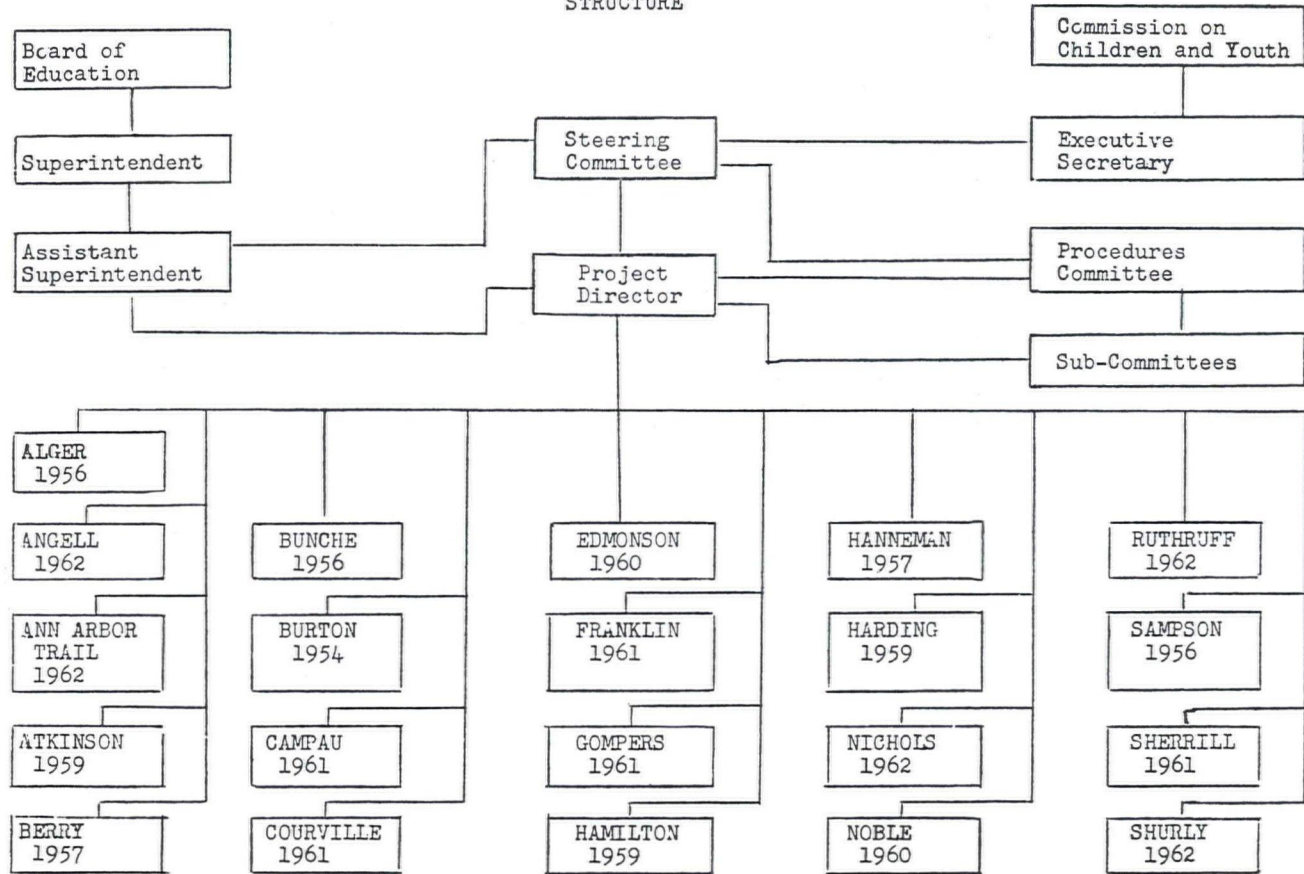 STRUCTURE
Board of
Education
Commission on
Children and Youth
Superintendent
Steering
Committee
Executive
Secretary
Assistant
Superintendent
Project
Director
Procedures
Committee
Sub-Committees
ALGER
1956
ANGELL
1962
BUNCHE
1956
EDMONSON
1960
HANNEMAN
1957
RUTHRUFF
1962
ANN ARBOR
TRAIL
1962
BURTON
1954
FRANKLIN
1961
HARDING
1959
SAMPSON
1956
ATKINSON
1959
CAMPAU
1961
GOMPERS
1961
NICHOLS
1962
SHERRILL
1961
BERRY
1957
COURVILLE
1961
HAMILTON
1959
NOBLE
1960
SHURLY
1962